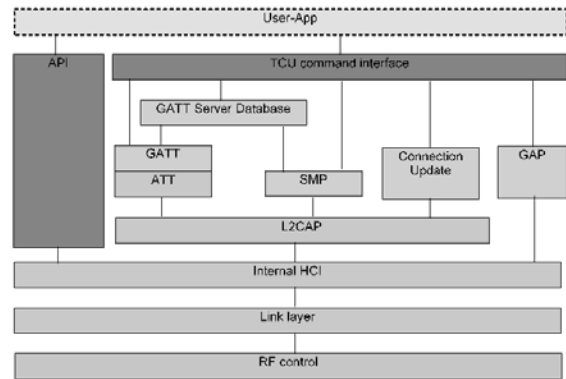 User-App
API
TCU command interface
GATT Server Database
GATT
ATT
SMP
Connection
Update
GAP
L2CAP
Internal HCI
Link layer
RF control